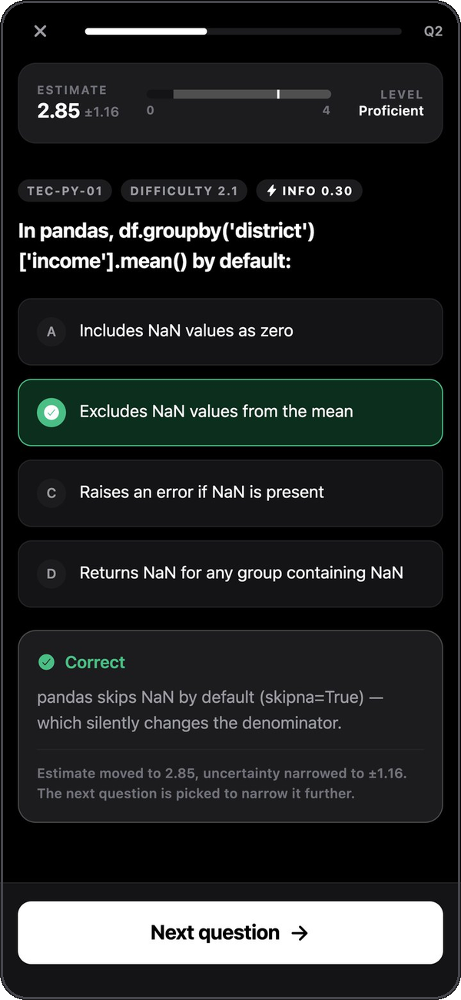 Q2
ESTIMATE
2.85 ±1.16
0
4
LEVEL
Proficient
TEC-PY-01
DIFFICULTY 2.1
INFO 0.30
In pandas, df.groupby('district')
['income'].mean() by default:
A
Includes NaN values as zero
Excludes NaN values from the mean
C
Raises an error if NaN is present
D
Returns NaN for any group containing NaN
Correct
pandas skips NaN by default (skipna=True) —
which silently changes the denominator.
Estimate moved to 2.85, uncertainty narrowed to ±1.16.
The next question is picked to narrow it further.
Next question →